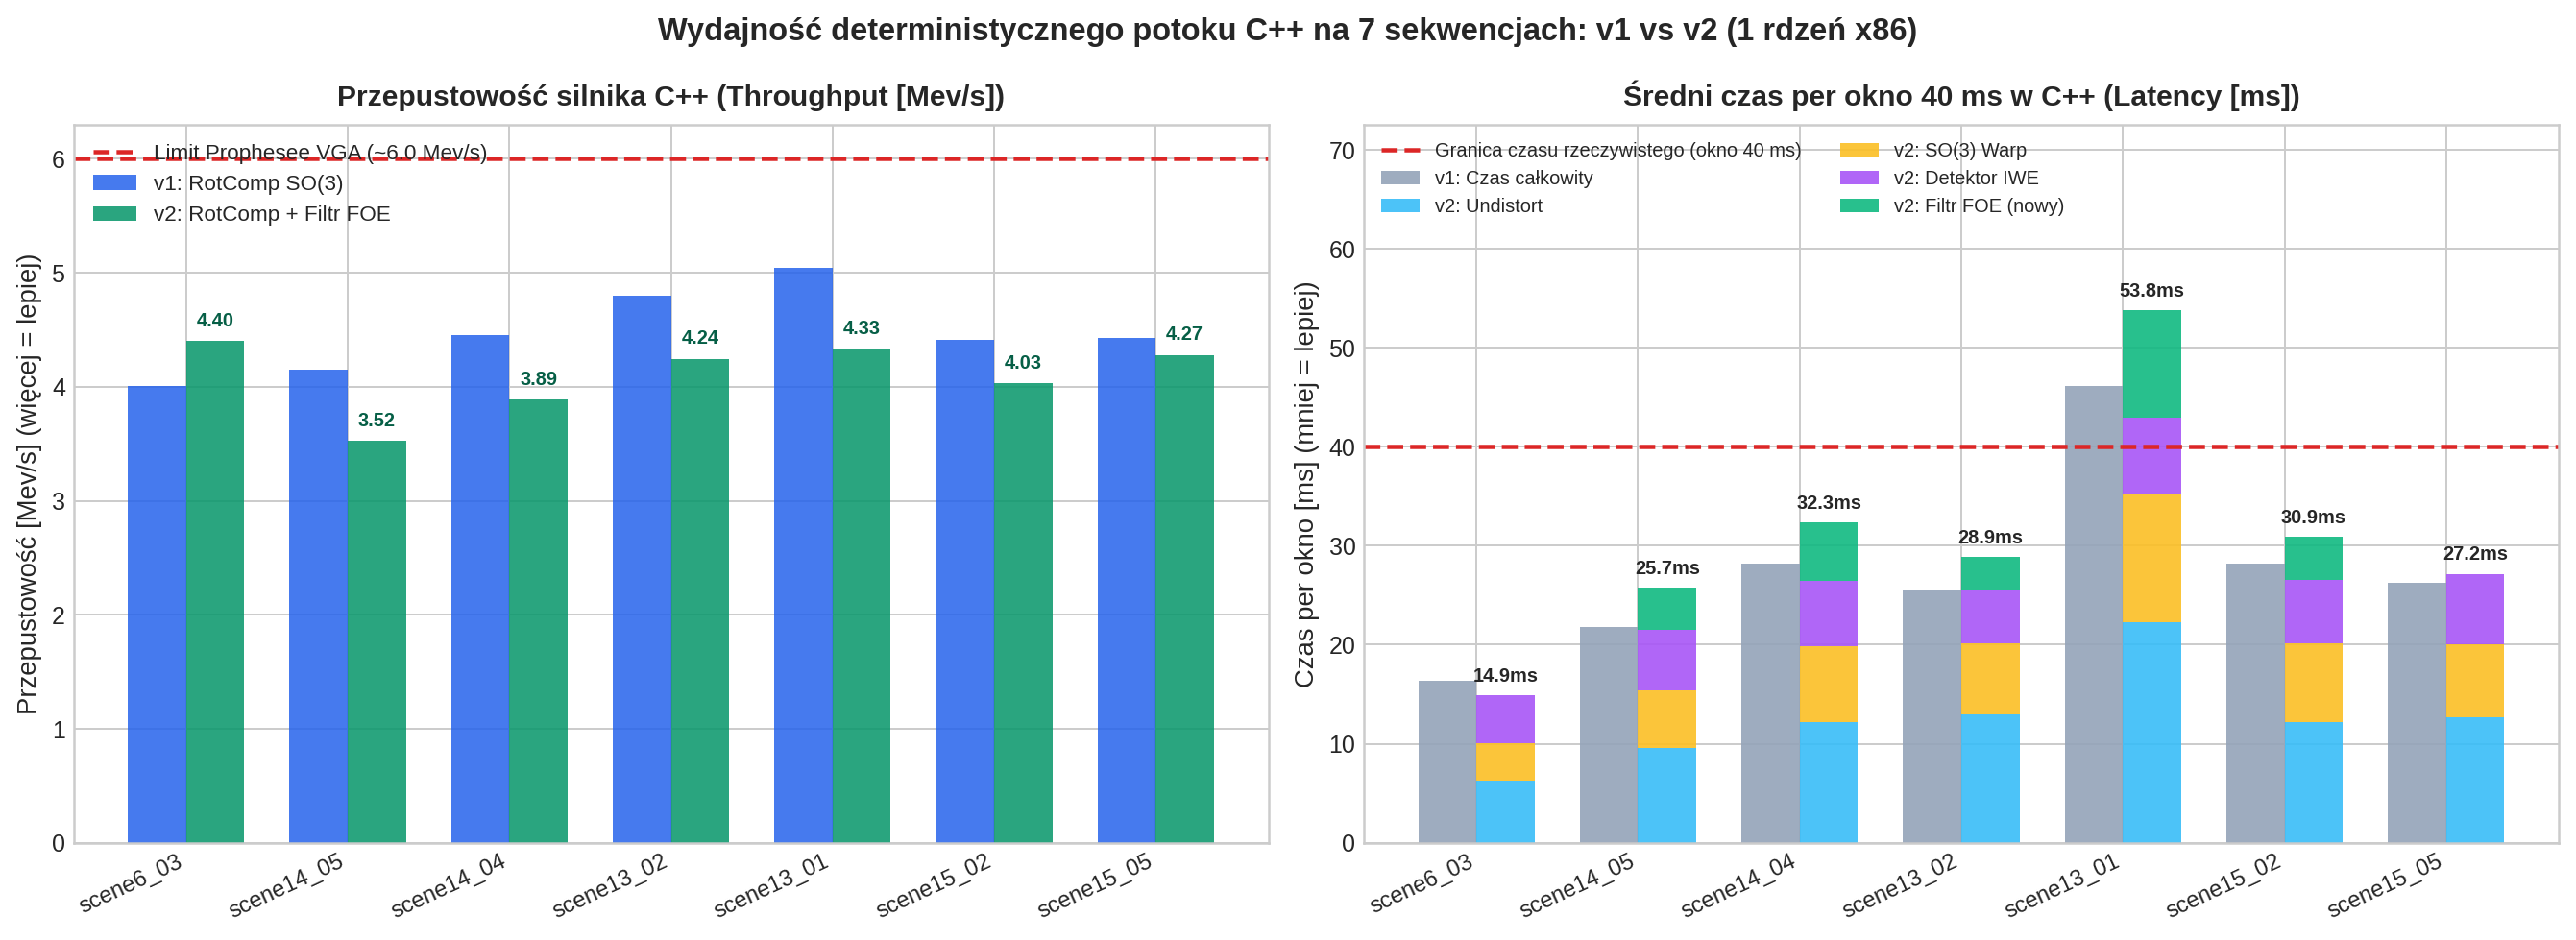 Wydajność deterministycznego potoku C++ na 7 sekwencjach: v1 vs v2 (1 rdzeń x86)
Przepustowość silnika C++ (Throughput [Mev/s])
Limit Prophesee VGA (~6.0 Mev/s)
v1: RotComp SO(3)
v2: RotComp + Filtr FOE
Przepustowość [Mev/s] (więcej = lepiej)
6
5
4
3
2
1
0
4.40
3.52
3.89
4.24
4.33
4.03
4.27
scene6_03
scene14_05
scene14_04
scene13_02
scene13_01
scene15_02
scene15_05
Średni czas per okno 40 ms w C++ (Latency [ms])
Granica czasu rzeczywistego (okno 40 ms)
v1: Czas całkowity
v2: Undistort
v2: SO(3) Warp
v2: Detektor IWE
v2: Filtr FOE (nowy)
Czas per okno [ms] (mniej = lepiej)
70
60
50
40
30
20
10
0
14.9ms
25.7ms
32.3ms
28.9ms
53.8ms
30.9ms
27.2ms
scene6_03
scene14_05
scene14_04
scene13_02
scene13_01
scene15_02
scene15_05